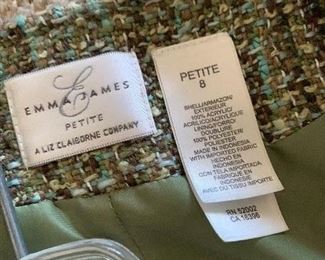 E
EMMA JAMES
PETITE
A LIZ CLAIBORNE COMPANY
PETITE
8
SHELL/ARMAZON/
EXTERIEUR
100% ACRYLIC/
ACRILICO/ACRYLIQUE
LINING/FORRO/
DOUBLURE
100% POLYESTER/
POLIESTER/POLYESTER
MADE IN INDONESIA
WITH IMPORTED FABRIC
HECHO EN
INDONESIA
CON TELA IMPORTADA
FABRIQUE EN
INDONESIE
AVEC DU TISSU IMPORTE
RN 52002
CA 18396